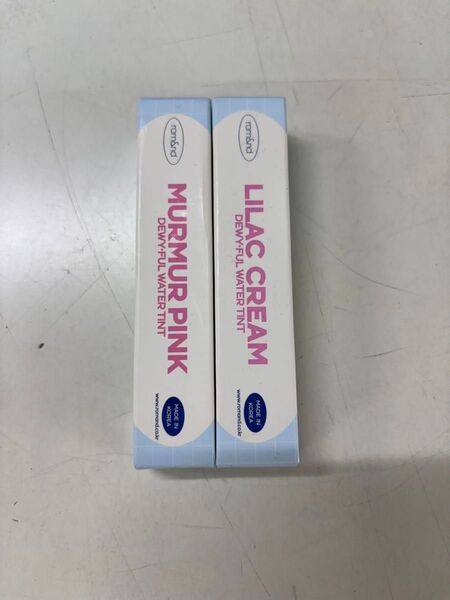 rom&nd
MURMUR PINK
DEWY·FUL WATER TINT
MADE IN
KOREA
www.romand.co.kr
rom&nd
LILAC CREAM
DEWY·FUL WATER TINT
MADE IN
KOREA
www.romand.co.kr